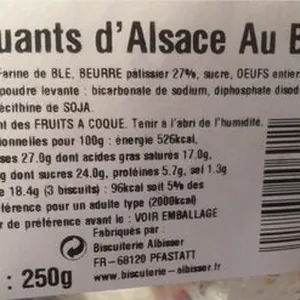 uants d'Alsace Au B
Farine de BLE, BEURRE pâtissier 27%, sucre, OEUFS entier
poudre levante : bicarbonate de sodium, diphosphate disod
écithine de SOJA.
nt des FRUITS A COQUE. Tenir à l'abri de l'humidité.
ionnelles pour 100g : énergie 526kcal,
ses 27.0g dont acides gras saturés 17.0g,
g dont sucres 24.0g, protéines 5.7g, sel 1.3g
e 18.4g (3 biscuits) : 96kcal soit 5% des
éférence pour un adulte type (2000kcal)
r de préférence avant le : VOIR EMBALLAGE
Fabriqués par :
Biscuiterie Albisser
FR-68120 PFASTATT
www.biscuiterie-albisser.fr
: 250g